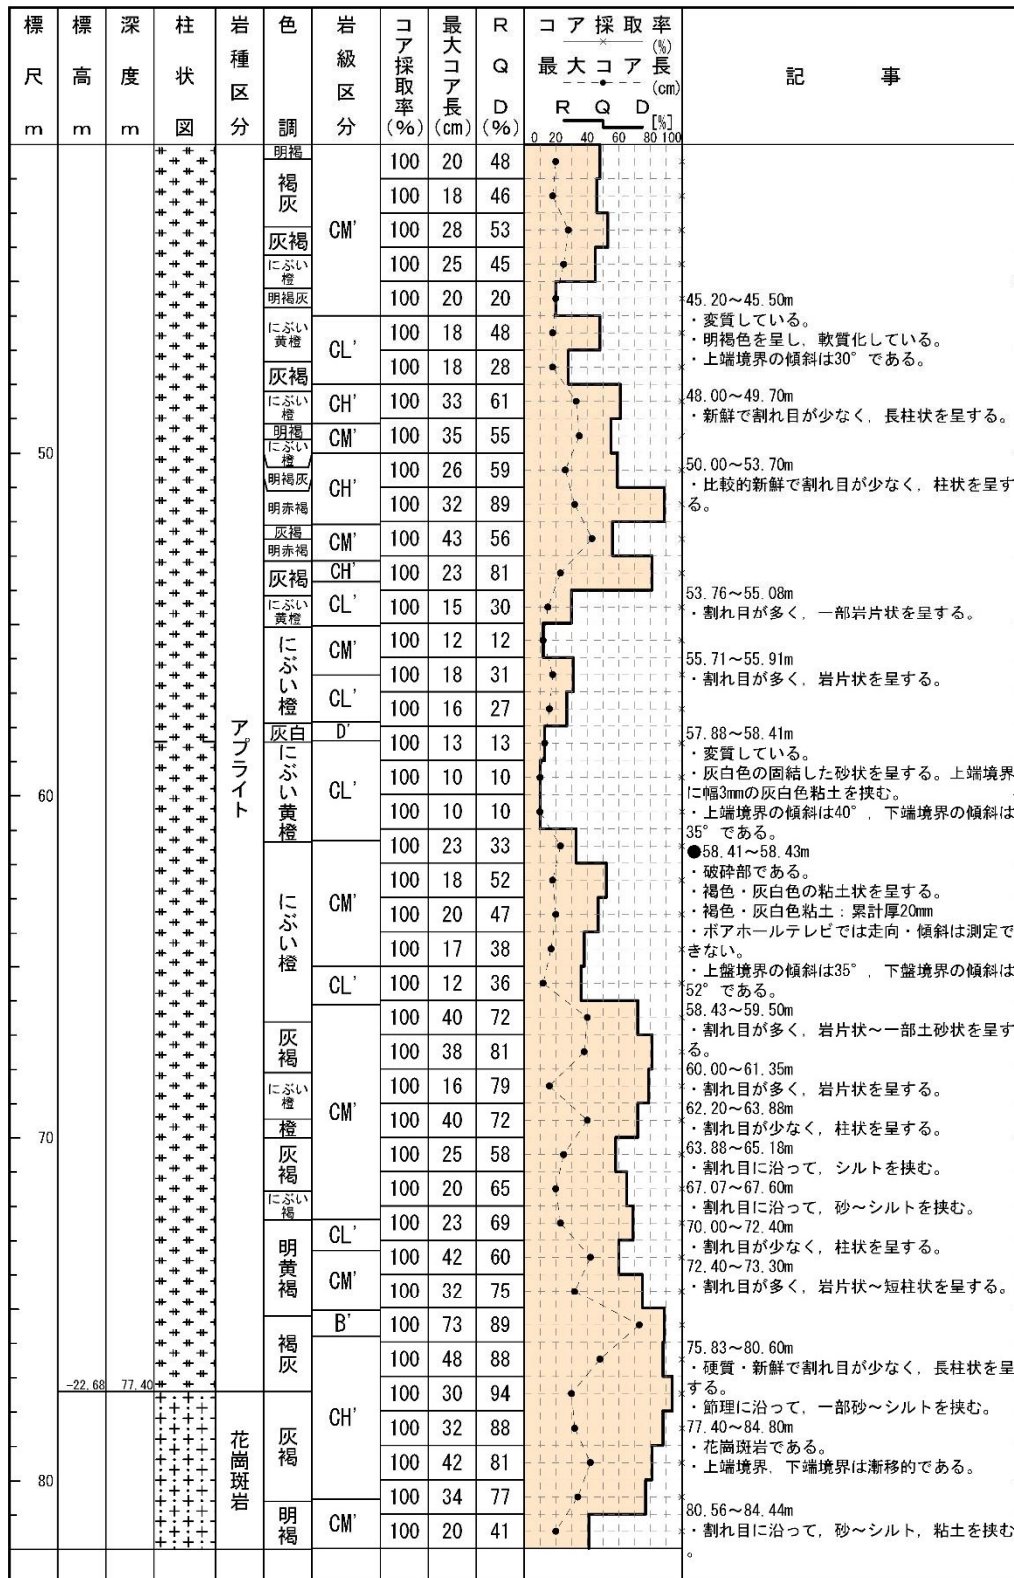 標尺m
標高m
深度m
柱状図
岩種区分
色調
岩級区分
コア採取率(%)
最大コア長(cm)
RQD(%)
コア採取率(%)
最大コア長(cm)
RQD[%]
0 20 40 60 80 100
記事
明褐
褐灰
灰褐
にぶい橙
明褐灰
にぶい黄橙
灰褐
にぶい橙
明褐
にぶい橙
明褐灰
明赤褐
灰褐
明赤褐
灰褐
にぶい黄橙
にぶい橙
灰白
にぶい黄橙
にぶい橙
灰褐
にぶい橙
橙
灰褐
にぶい褐
明黄褐
褐灰
灰褐
明褐
CM'
CL'
CH'
CM'
CH'
CM'
CH'
CL'
CM'
CL'
D'
CL'
CM'
CL'
CM'
CL'
CM'
B'
CH'
CM'
アプライト
花崗斑岩
50
60
70
80
-22.68 77.40
100 20 48
100 18 46
100 28 53
100 25 45
100 20 20
100 18 48
100 18 28
100 33 61
100 35 55
100 26 59
100 32 89
100 43 56
100 23 81
100 15 30
100 12 12
100 18 31
100 16 27
100 13 13
100 10 10
100 10 10
100 23 33
100 18 52
100 20 47
100 17 38
100 12 36
100 40 72
100 38 81
100 16 79
100 40 72
100 25 58
100 20 65
100 23 69
100 42 60
100 32 75
100 73 89
100 48 88
100 30 94
100 32 88
100 42 81
100 34 77
100 20 41
45.20～45.50m
・変質している。
・明褐色を呈し，軟質化している。
・上端境界の傾斜は30°である。
48.00～49.70m
・新鮮で割れ目が少なく，長柱状を呈する。
50.00～53.70m
・比較的新鮮で割れ目が少なく，柱状を呈す
る。
53.76～55.08m
・割れ目が多く，一部岩片状を呈する。
55.71～55.91m
・割れ目が多く，岩片状を呈する。
57.88～58.41m
・変質している。
・灰白色の固結した砂状を呈する。上端境界
に幅3mmの灰白色粘土を挟む。
・上端境界の傾斜は40°，下端境界の傾斜は
35°である。
●58.41～58.43m
・破砕部である。
・褐色・灰白色の粘土状を呈する。
・褐色・灰白色粘土：累計厚20mm
・ボアホールテレビでは走向・傾斜は測定で
きない。
・上盤境界の傾斜は35°，下盤境界の傾斜は
52°である。
58.43～59.50m
・割れ目が多く，岩片状～一部土砂状を呈す
る。
60.00～61.35m
・割れ目が多く，岩片状を呈する。
62.20～63.88m
・割れ目が少なく，柱状を呈する。
63.88～65.18m
・割れ目に沿って，シルトを挟む。
67.07～67.60m
・割れ目に沿って，砂～シルトを挟む。
70.00～72.40m
・割れ目が少なく，柱状を呈する。
72.40～73.30m
・割れ目が多く，岩片状～短柱状を呈する。
75.83～80.60m
・硬質・新鮮で割れ目が少なく，長柱状を呈
する。
・節理に沿って，一部砂～シルトを挟む。
77.40～84.80m
・花崗斑岩である。
・上端境界，下端境界は漸移的である。
80.56～84.44m
・割れ目に沿って，砂～シルト，粘土を挟む
。